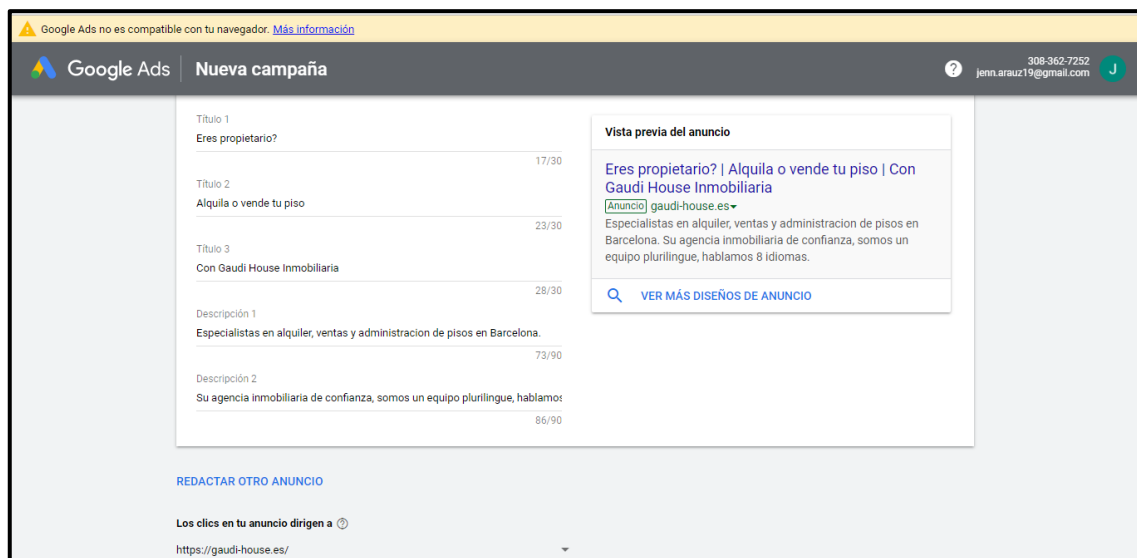 Google Ads no es compatible con tu navegador. Más información
Google Ads | Nueva campaña
308-362-7252
jenn.arauz19@gmail.com
J
Título 1
Eres propietario?
17/30
Título 2
Alquila o vende tu piso
23/30
Título 3
Con Gaudi House Inmobiliaria
28/30
Descripción 1
Especialistas en alquiler, ventas y administracion de pisos en Barcelona.
73/90
Descripción 2
Su agencia inmobiliaria de confianza, somos un equipo plurilingue, hablamos
86/90
Vista previa del anuncio
Eres propietario? | Alquila o vende tu piso | Con
Gaudi House Inmobiliaria
Anuncio gaudi-house.es
Especialistas en alquiler, ventas y administracion de pisos en
Barcelona. Su agencia inmobiliaria de confianza, somos un
equipo plurilingue, hablamos 8 idiomas.
VER MÁS DISEÑOS DE ANUNCIO
REDACTAR OTRO ANUNCIO
Los clics en tu anuncio dirigen a
https://gaudi-house.es/